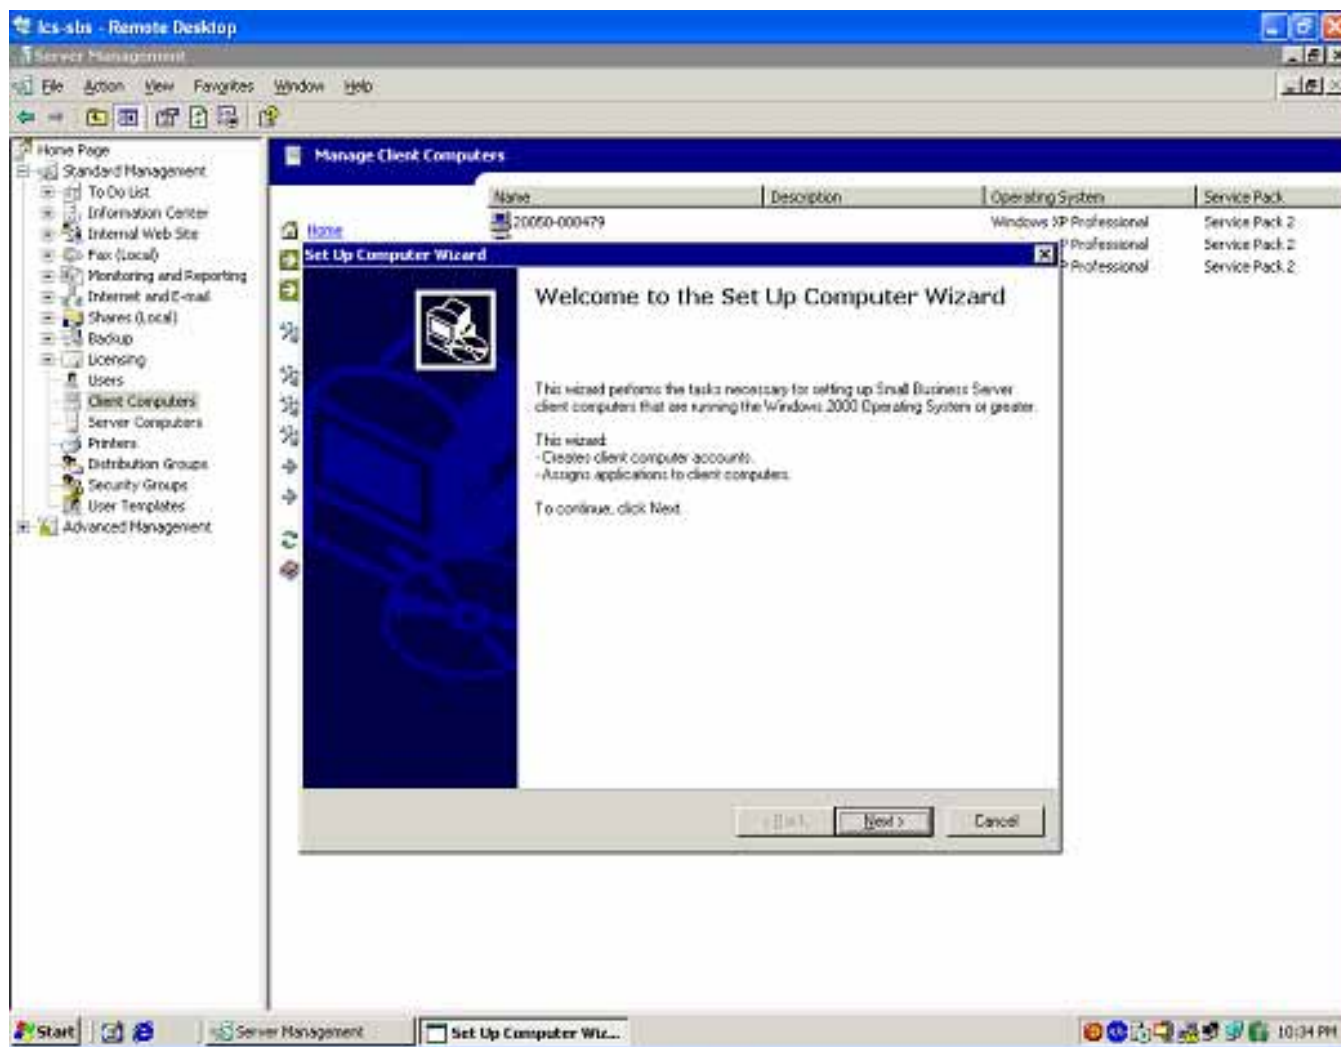 lcs-sbs - Remote Desktop
Server Management
File Action View Favorites Window Help
Home Page
Standard Management
To Do List
Information Center
Internal Web Site
Fax (Local)
Monitoring and Reporting
Internet and E-mail
Shares (Local)
Backup
Licensing
Users
Client Computers
Server Computers
Printers
Distribution Groups
Security Groups
User Templates
Advanced Management
Manage Client Computers
Name Description Operating System Service Pack
Home
20050-000479 Windows XP Professional Service Pack 2
P Professional Service Pack 2
P Professional Service Pack 2
Set Up Computer Wizard
Welcome to the Set Up Computer Wizard
This wizard performs the tasks necessary for setting up Small Business Server
client computers that are running the Windows 2000 Operating System or greater.
This wizard:
-Creates client computer accounts.
-Assigns applications to client computers.
To continue, click Next.
< Back Next > Cancel
Start Server Management Set Up Computer Wiz... 10:34 PM